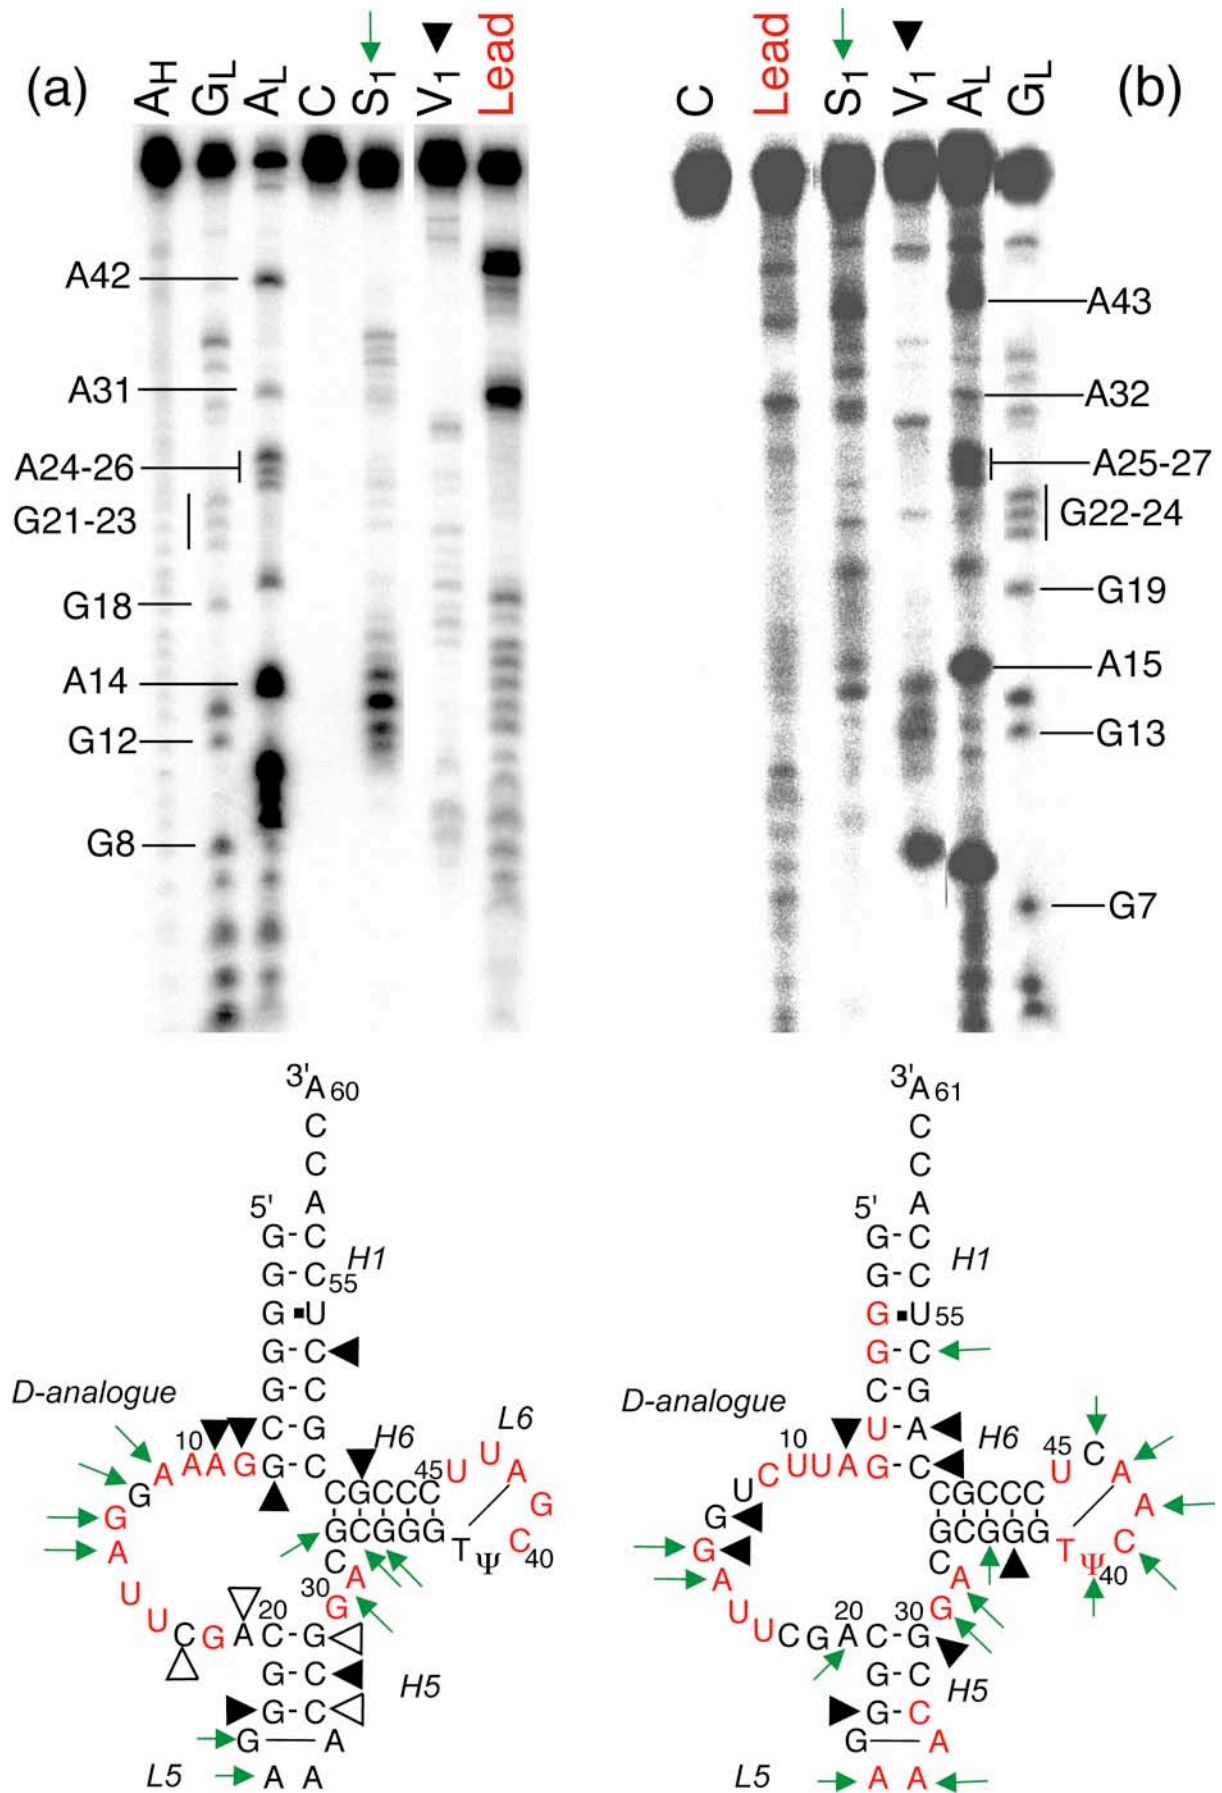 (a) AH GL AL C S1 V1 Lead
C Lead S1 V1 AL GL (b)
A42
A31
A24-26
G21-23
G18
A14
G12
G8
A43
A32
A25-27
G22-24
G19
A15
G13
G7
3'A60
C
C
5' A
G-C H1
G-C55
G▪U
G-C
G-C
D-analogue
C-G
G C
10 A A A G
A
G
G
A
U
U
C G A 20 C-G
G-C H5
G-C
G A
L5 A A
30 G
A
C
H6
CGCCC
GCGGG
45 U U A G C 40
L6
T Ψ
3'A61
C
C
5' A
G-C H1
G-C
G▪U55
G-C
C G
D-analogue
U-A
G-C
10 C U U A
U
G
G
A
U
U C G A 20 C-G 30
G-C H5
G-C
G A
L5 A A
G
A
C
H6
CGCCC
GCGGG
U 45 C A A C
T Ψ40